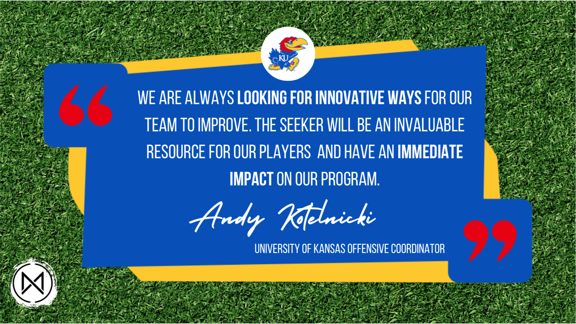 KU
WE ARE ALWAYS LOOKING FOR INNOVATIVE WAYS FOR OUR
TEAM TO IMPROVE. THE SEEKER WILL BE AN INVALUABLE
RESOURCE FOR OUR PLAYERS AND HAVE AN IMMEDIATE
IMPACT ON OUR PROGRAM.
Andy Kotelnicki
UNIVERSITY OF KANSAS OFFENSIVE COORDINATOR